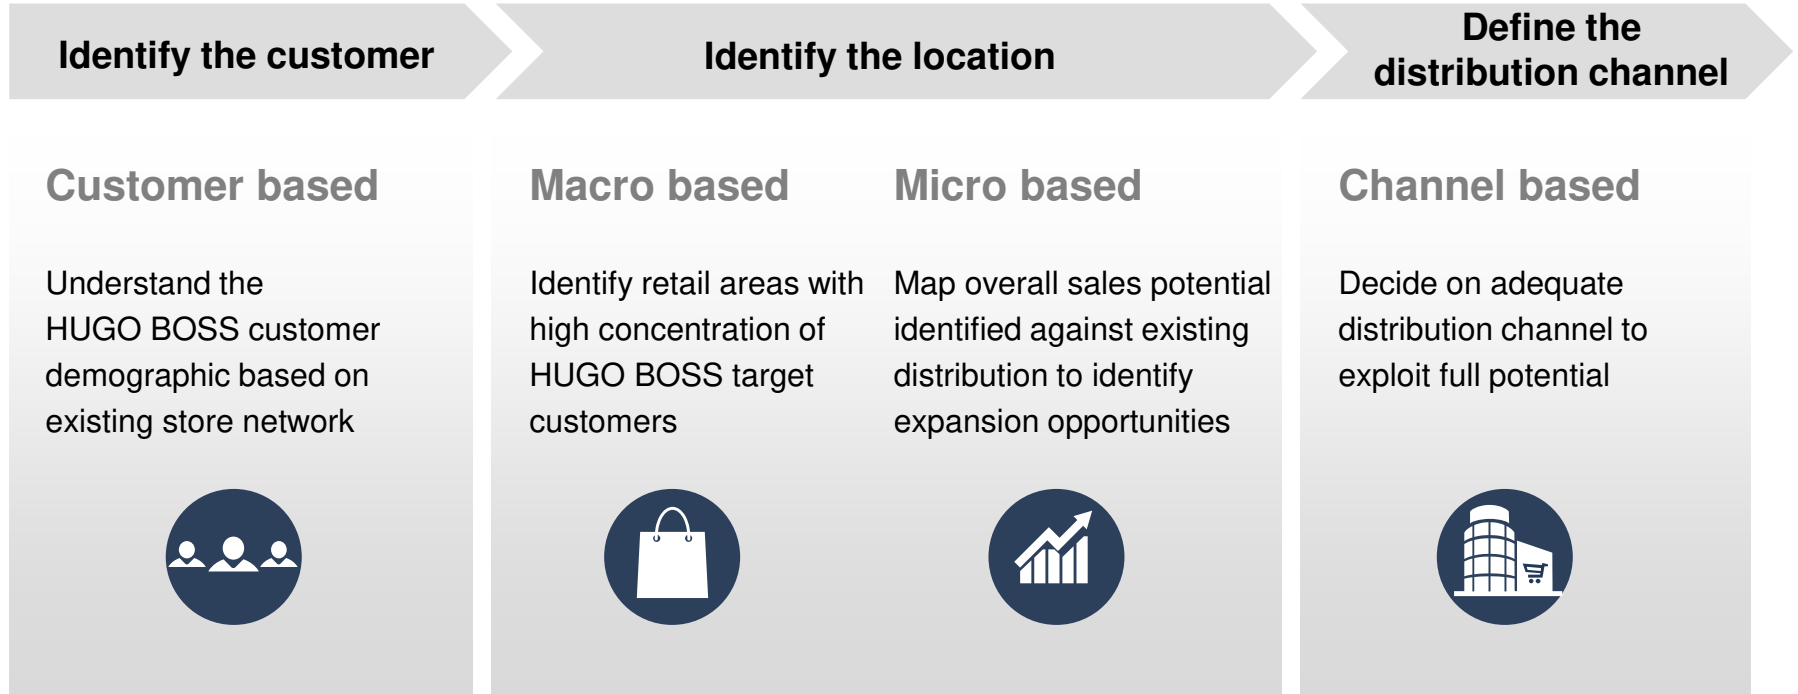 Identify the customer
Identify the location
Define the
distribution channel
Customer based
Understand the
HUGO BOSS customer
demographic based on
existing store network
Macro based
Identify retail areas with
high concentration of
HUGO BOSS target
customers
Micro based
Map overall sales potential
identified against existing
distribution to identify
expansion opportunities
Channel based
Decide on adequate
distribution channel to
exploit full potential